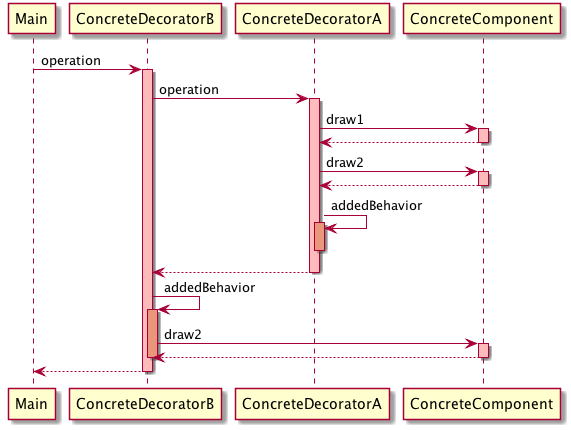 Main
ConcreteDecoratorB
ConcreteDecoratorA
ConcreteComponent
operation
operation
draw1
draw2
addedBehavior
addedBehavior
draw2
Main
ConcreteDecoratorB
ConcreteDecoratorA
ConcreteComponent